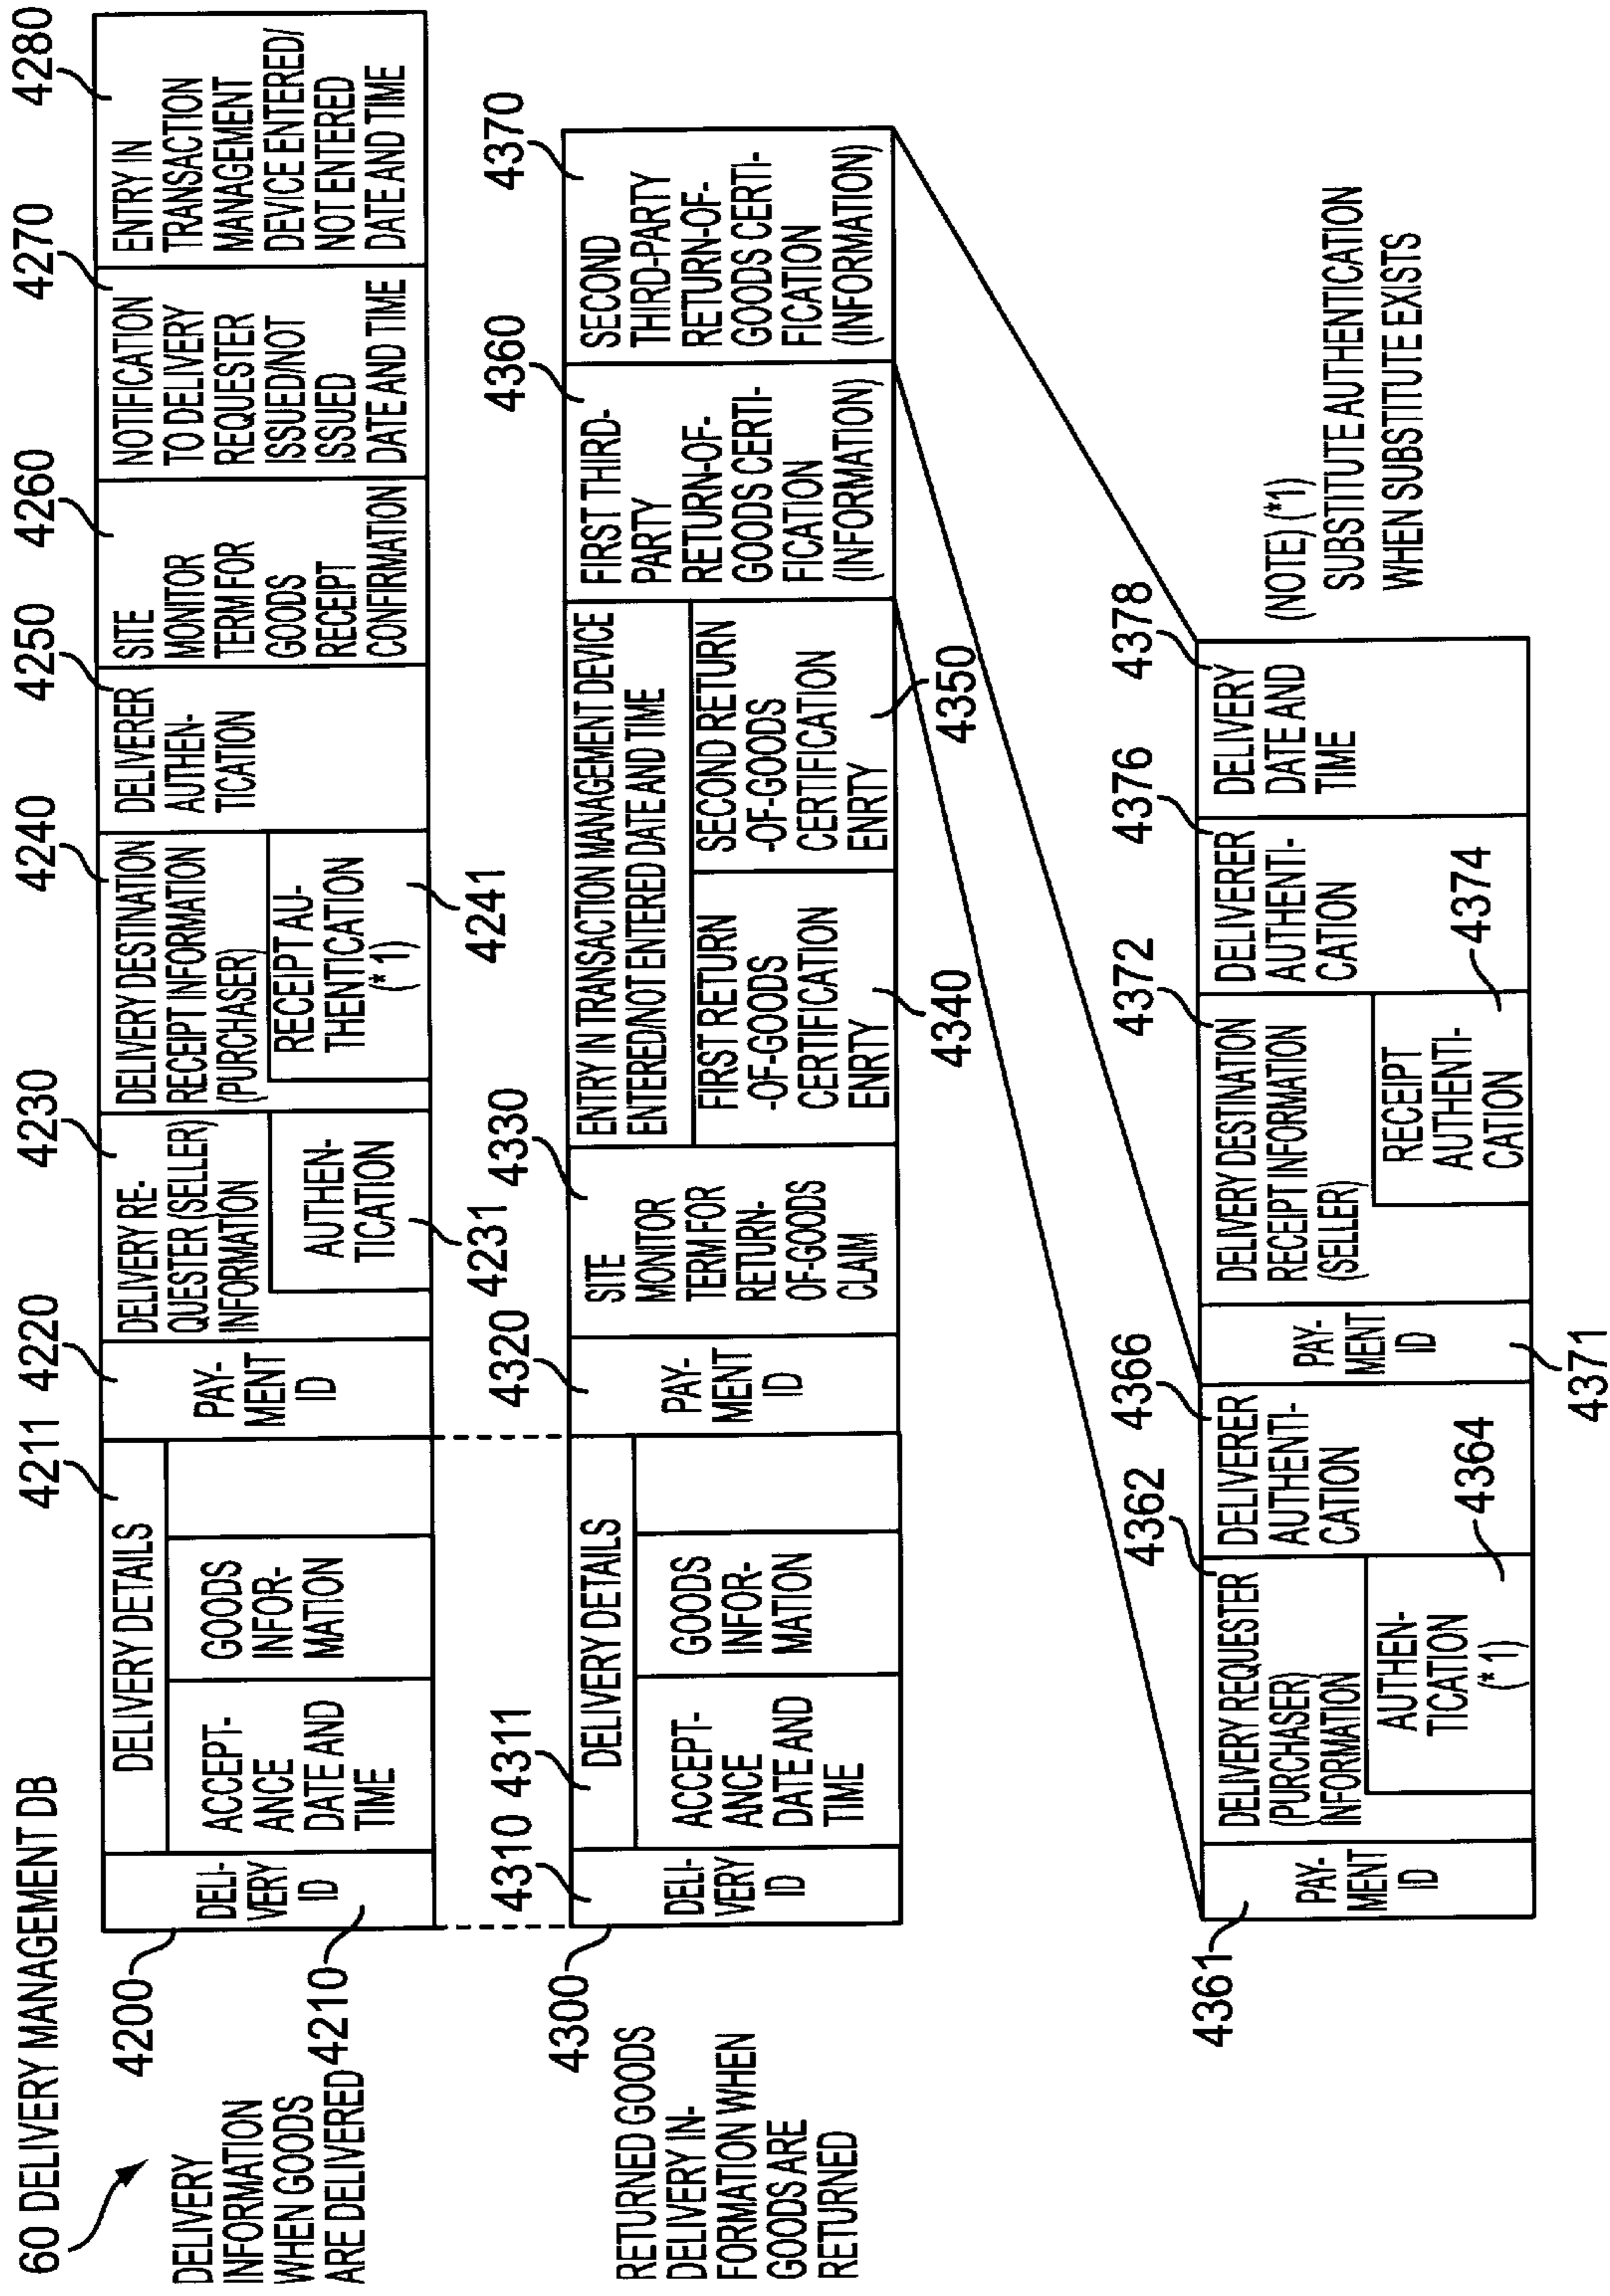 60 DELIVERY MANAGEMENT DB
DELIVERY
INFORMATION
WHEN GOODS
ARE DELIVERED
4200
4210
4211
4220
4230
4240
4250
4260
4270
4280
DELI-
VERY
ID
DELIVERY DETAILS
ACCEPT-
ANCE
DATE AND
TIME
GOODS
INFOR-
MATION
PAY-
MENT
ID
DELIVERY RE-
QUESTER (SELLER)
INFORMATION
AUTHEN-
TICATION
4231
DELIVERY DESTINATION
RECEIPT INFORMATION
(PURCHASER)
RECEIPT AU-
THENTICATION
(*1)
4241
DELIVERER
AUTHEN-
TICATION
SITE
MONITOR
TERM FOR
GOODS
RECEIPT
CONFIRMATION
NOTIFICATION
TO DELIVERY
REQUESTER
ISSUED/NOT
ISSUED
DATE AND TIME
ENTRY IN
TRANSACTION
MANAGEMENT
DEVICE ENTERED/
NOT ENTERED
DATE AND TIME
RETURNED GOODS
DELIVERY IN-
FORMATION WHEN
GOODS ARE
RETURNED
4300
4310
4311
4320
4330
4360
4370
DELI-
VERY
ID
DELIVERY DETAILS
ACCEPT-
ANCE
DATE AND
TIME
GOODS
INFOR-
MATION
PAY-
MENT
ID
SITE
MONITOR
TERM FOR
RETURN-
OF-GOODS
CLAIM
ENTRY IN TRANSACTION MANAGEMENT DEVICE
ENTERED/NOT ENTERED DATE AND TIME
FIRST RETURN
-OF-GOODS
CERTIFICATION
ENRTY
4340
SECOND RETURN
-OF-GOODS
CERTIFICATION
ENRTY
4350
FIRST THIRD-
PARTY
RETURN-OF-
GOODS CERTI-
FICATION
(INFORMATION)
SECOND
THIRD-PARTY
RETURN-OF-
GOODS CERTI-
FICATION
(INFORMATION)
4361
4362
4366
4372
4376
4378
PAY-
MENT
ID
DELIVERY REQUESTER
(PURCHASER)
INFORMATION
AUTHEN-
TICATION
(*1)
4364
DELIVERER
AUTHENTI-
CATION
PAY-
MENT
ID
4371
DELIVERY DESTINATION
RECEIPT INFORMATION
(SELLER)
RECEIPT
AUTHENTI-
CATION
4374
DELIVERER
AUTHENTI-
CATION
DELIVERY
DATE AND
TIME
(NOTE) (*1)
SUBSTITUTE AUTHENTICATION
WHEN SUBSTITUTE EXISTS